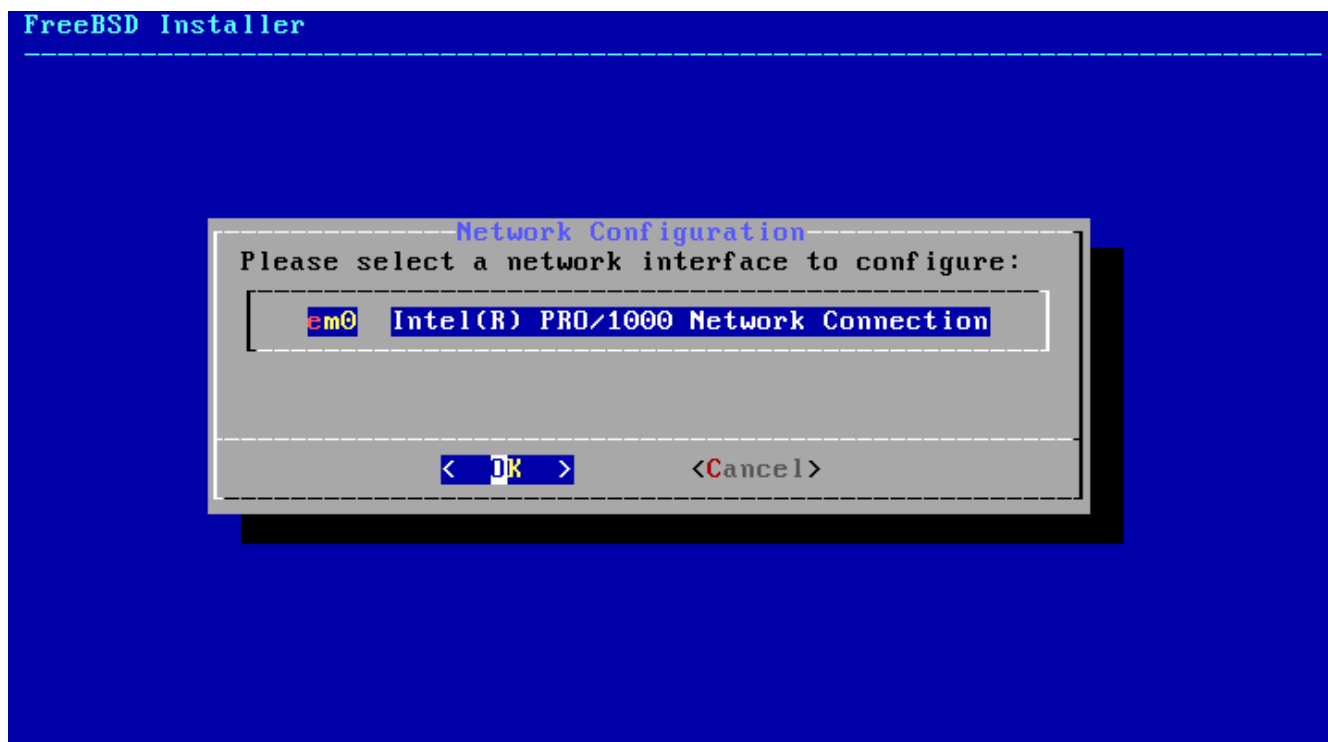 FreeBSD Installer
Network Configuration
Please select a network interface to configure:
em0 Intel(R) PRO/1000 Network Connection
< OK > <Cancel>